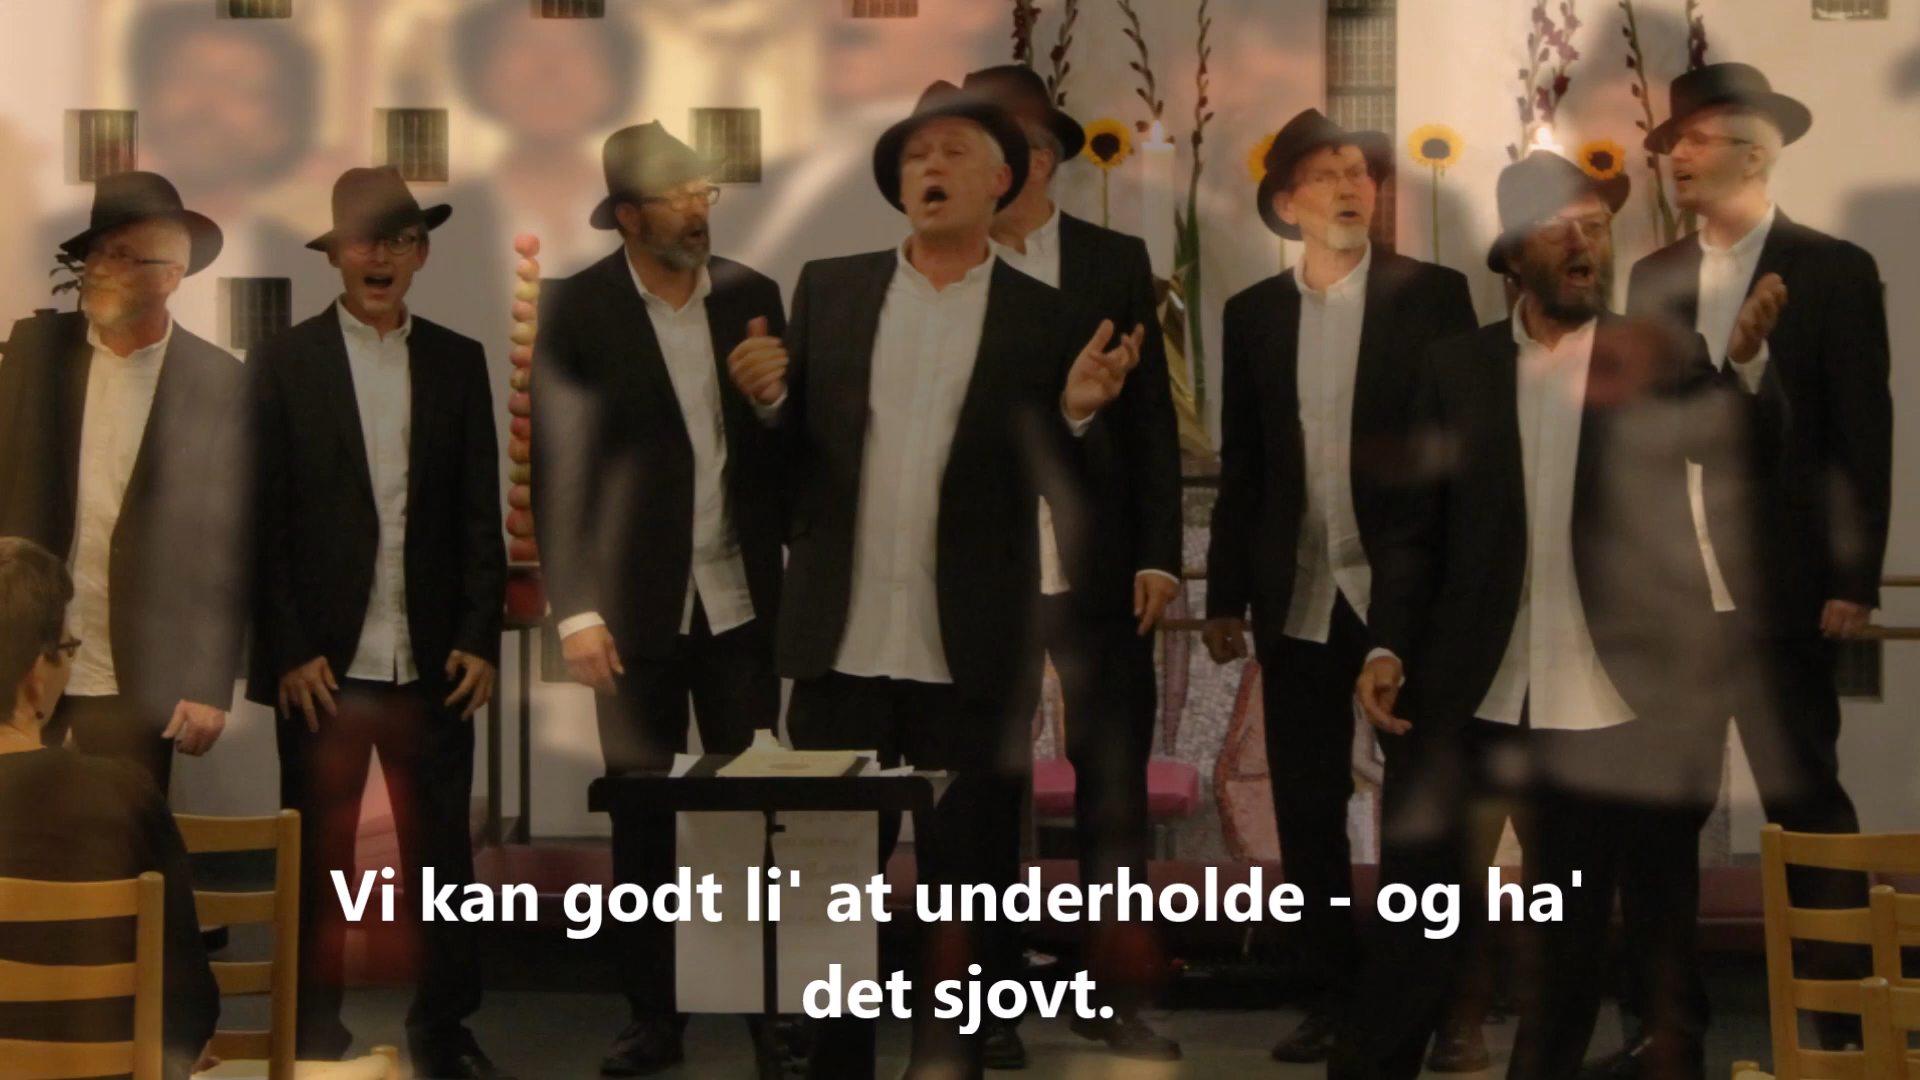 Vi kan godt li' at underholde - og ha'
det sjovt.